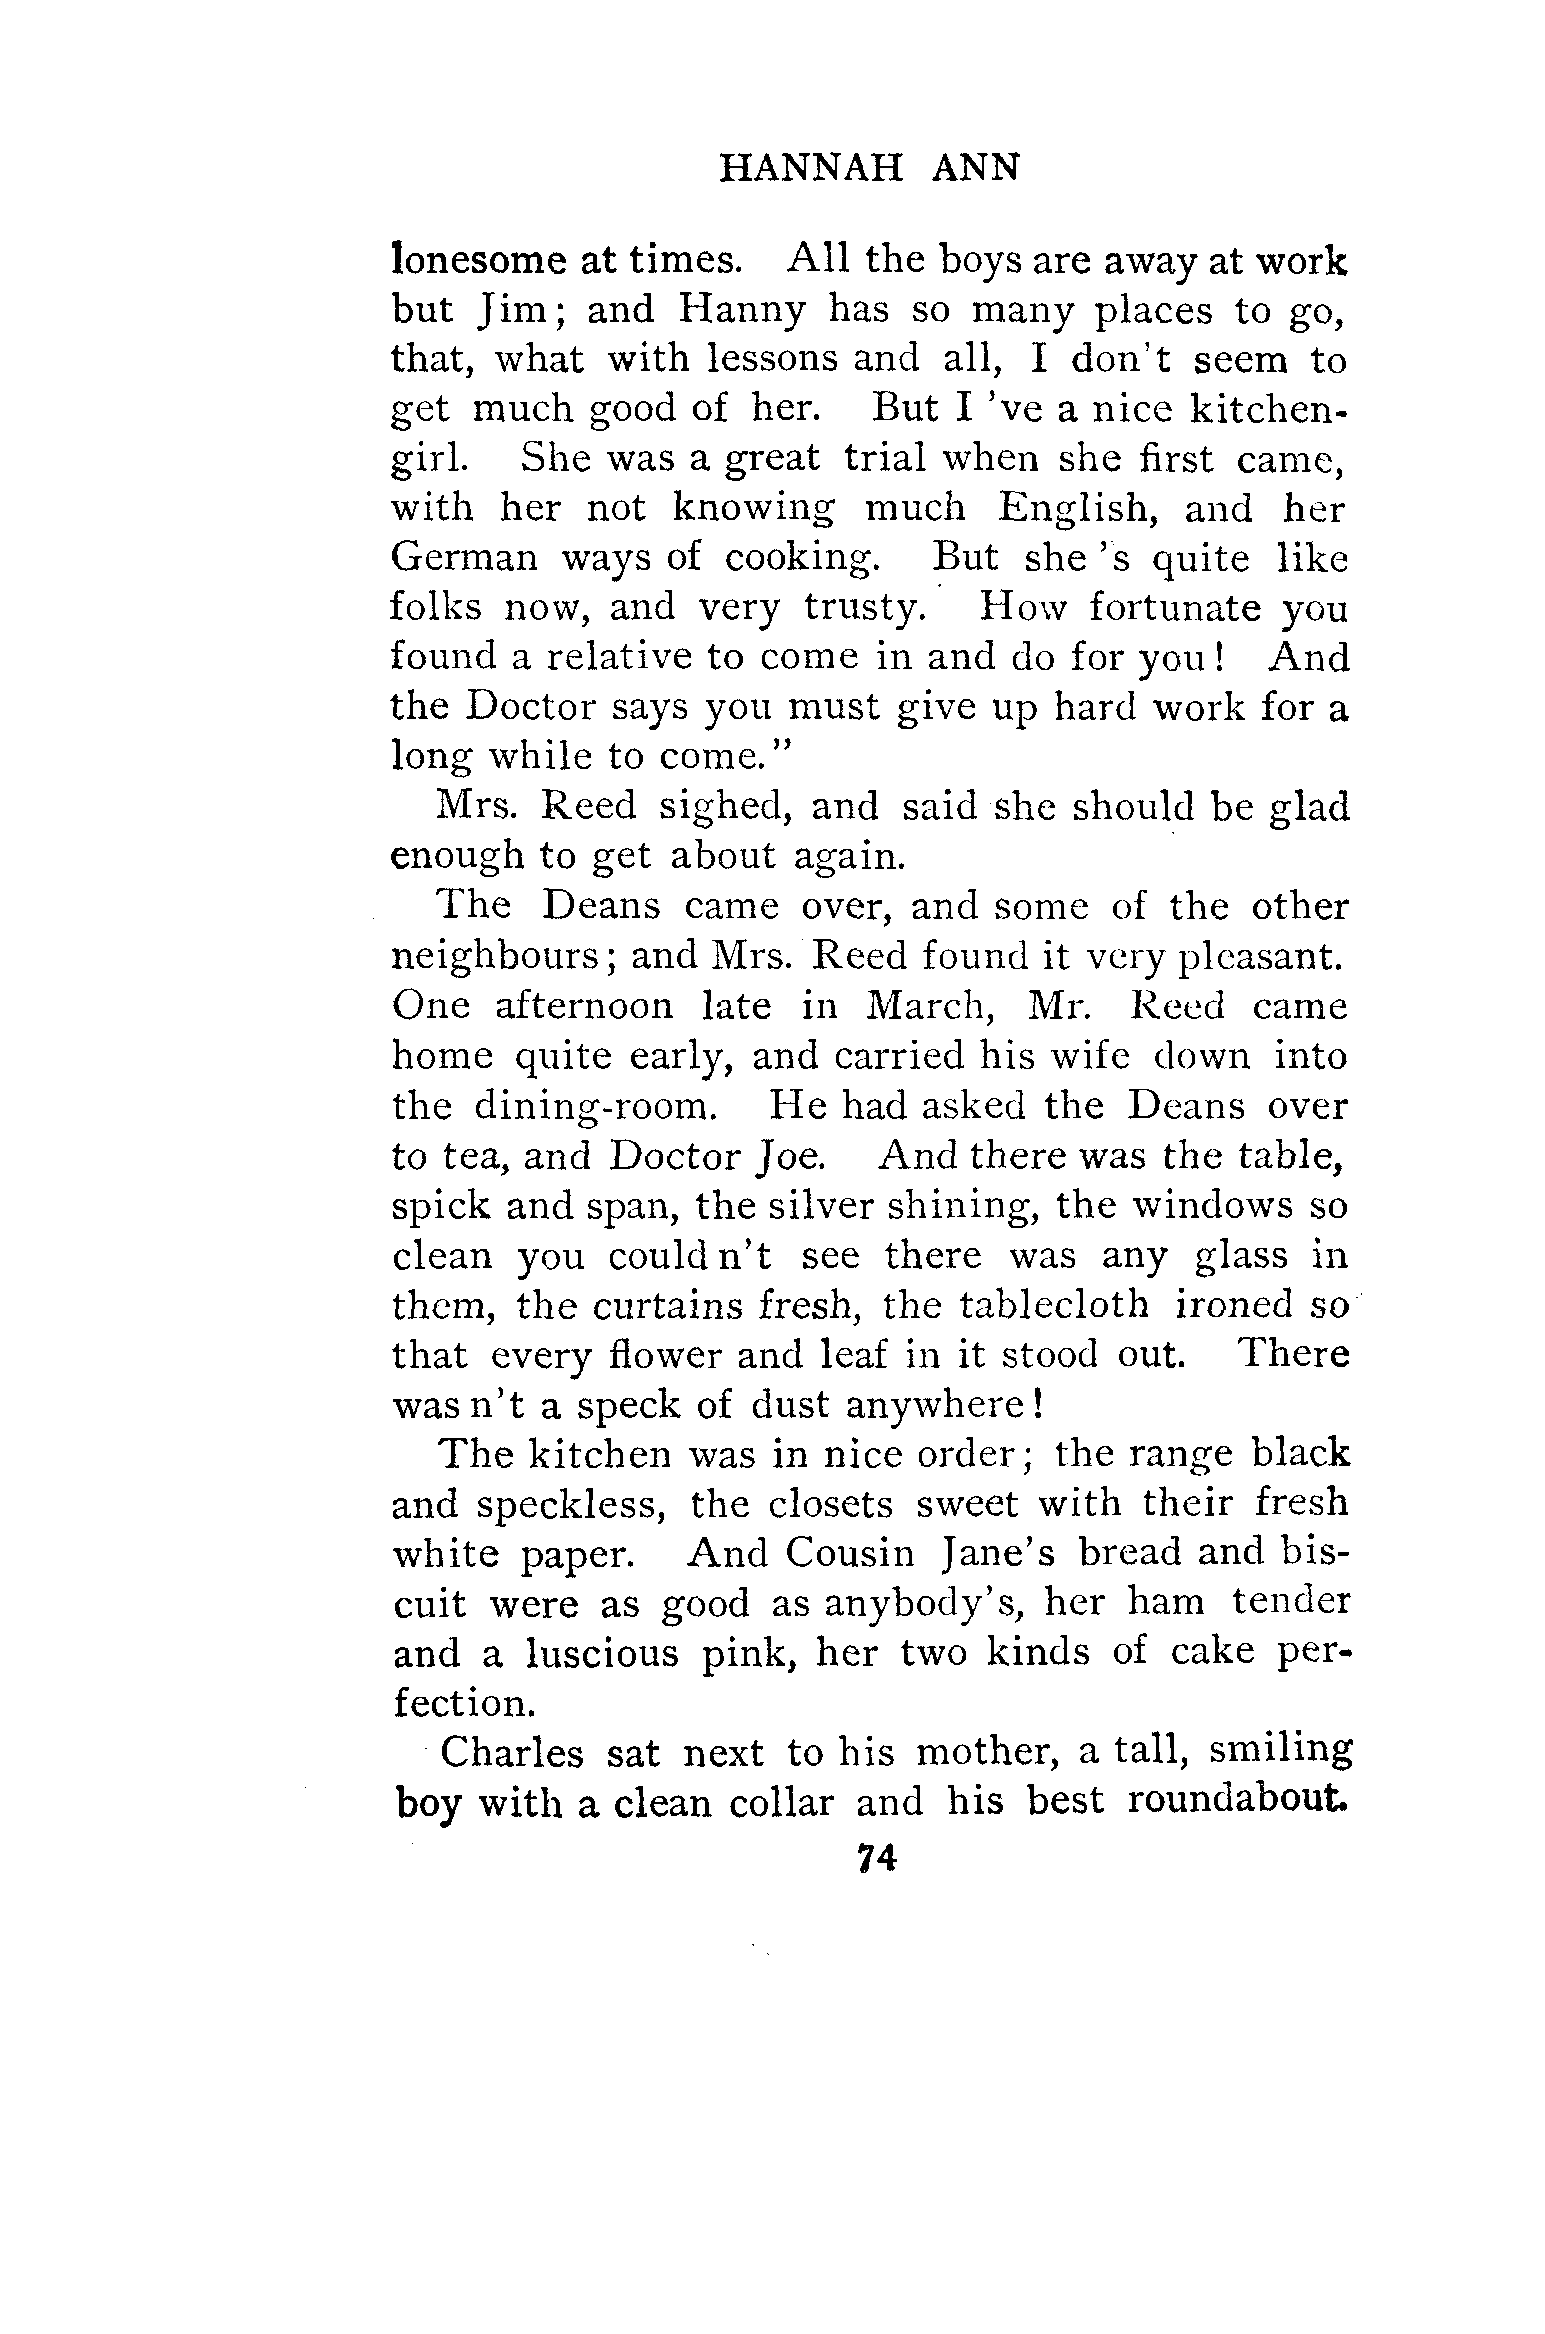 HANNAH ANN
lonesome at times. All the boys are away at work
but Jim; and Hanny has so many places to go,
that, what with lessons and all, I don't seem to
get much good of her. But I 've a nice kitchen-
girl. She was a great trial when she first came,
with her not knowing much English, and her
German ways of cooking. But she 's quite like
folks now, and very trusty. How fortunate you
found a relative to come in and do for you! And
the Doctor says you must give up hard work for a
long while to come."
Mrs. Reed sighed, and said she should be glad
enough to get about again.
The Deans came over, and some of the other
neighbours; and Mrs. Reed found it very pleasant.
One afternoon late in March, Mr. Reed came
home quite early, and carried his wife down into
the dining-room. He had asked the Deans over
to tea, and Doctor Joe. And there was the table,
spick and span, the silver shining, the windows so
clean you could n't see there was any glass in
them, the curtains fresh, the tablecloth ironed so
that every flower and leaf in it stood out. There
was n't a speck of dust anywhere!
The kitchen was in nice order; the range black
and speckless, the closets sweet with their fresh
white paper. And Cousin Jane's bread and bis-
cuit were as good as anybody's, her ham tender
and a luscious pink, her two kinds of cake per-
fection.
Charles sat next to his mother, a tall, smiling
boy with a clean collar and his best roundabout.
74